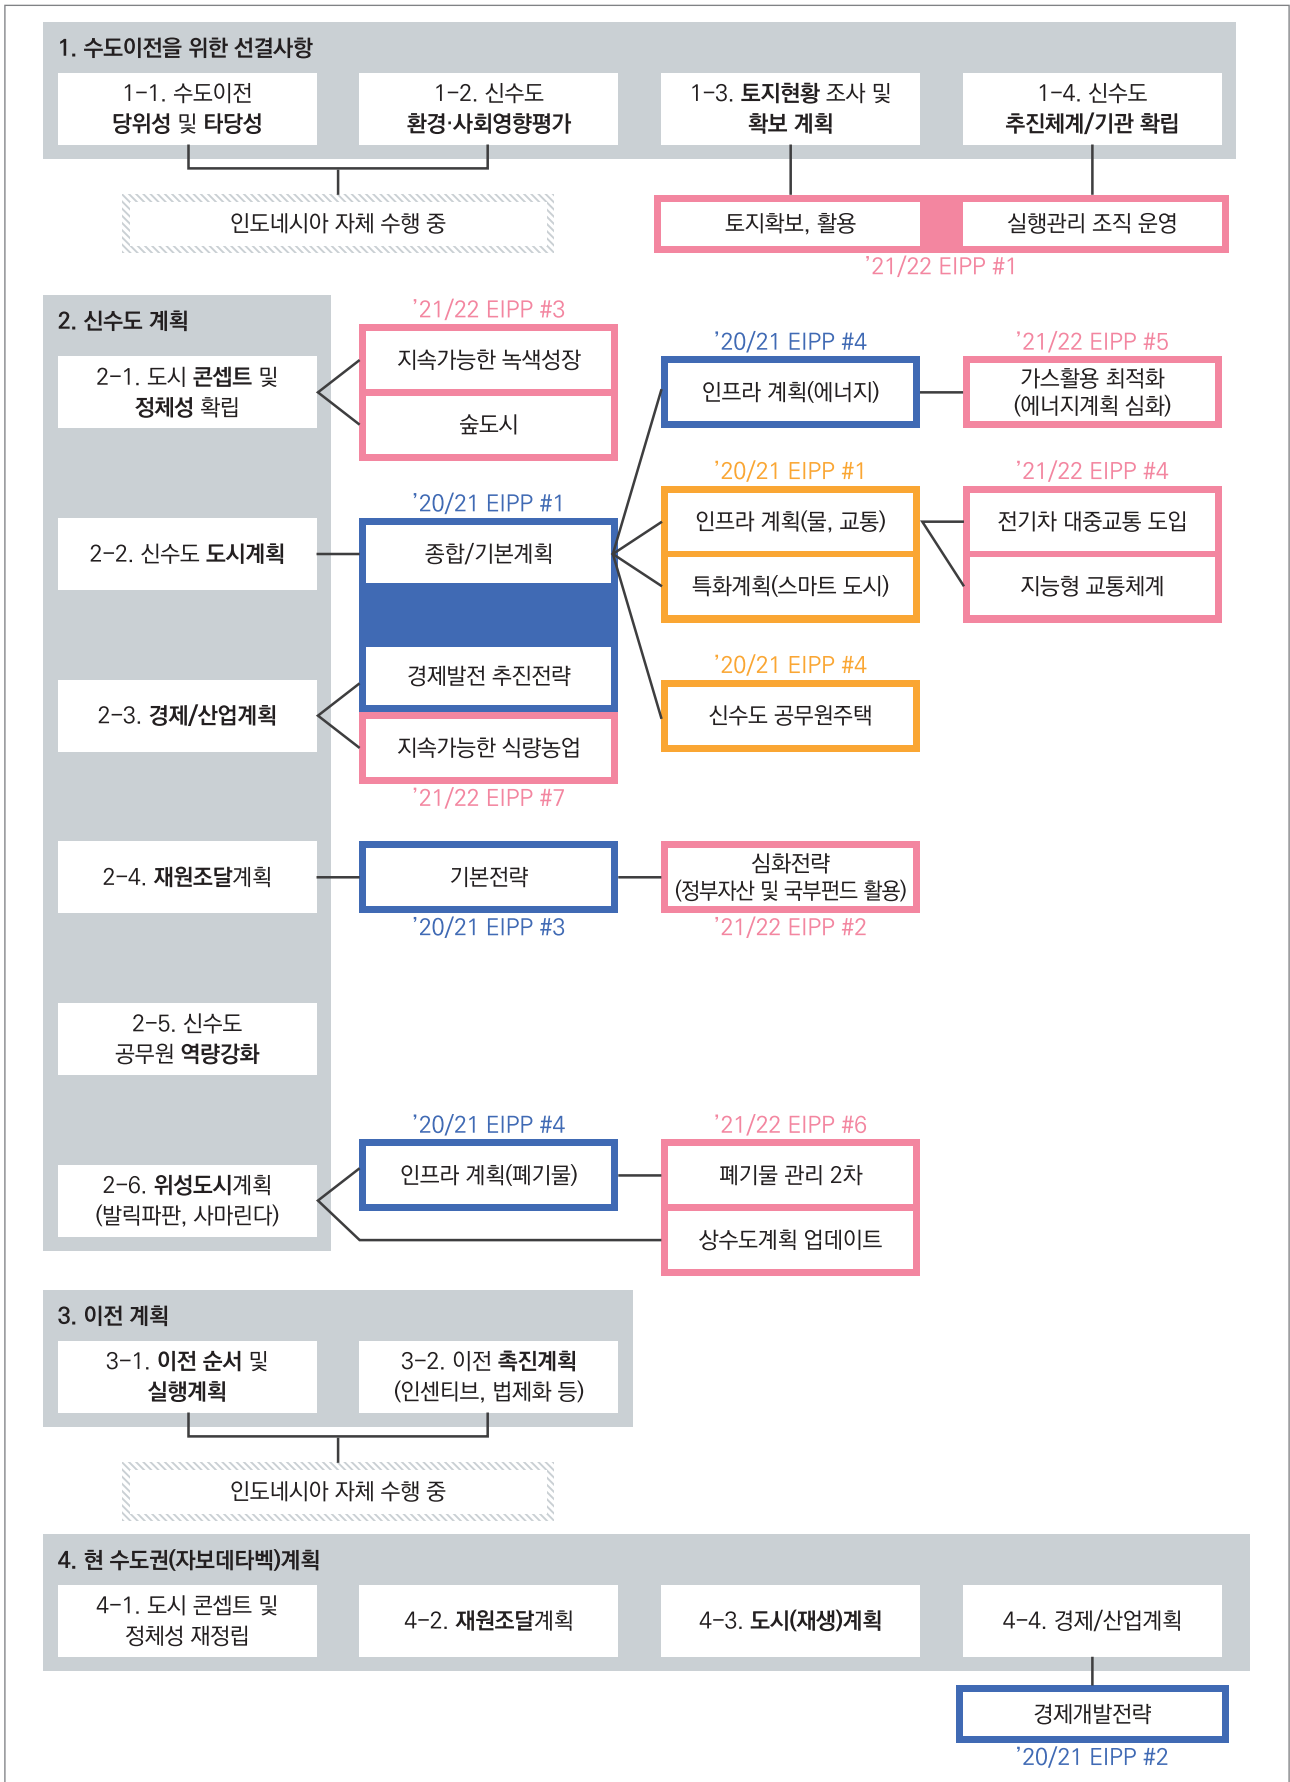 1. 수도이전을 위한 선결사항
1-1. 수도이전
당위성 및 타당성
1-2. 신수도
환경·사회영향평가
1-3. 토지현황 조사 및
확보 계획
1-4. 신수도
추진체계/기관 확립
인도네시아 자체 수행 중
토지확보, 활용
실행관리 조직 운영
’21/22 EIPP #1
2. 신수도 계획
2-1. 도시 콘셉트 및
정체성 확립
’21/22 EIPP #3
지속가능한 녹색성장
숲도시
’20/21 EIPP #4
인프라 계획(에너지)
’21/22 EIPP #5
가스활용 최적화
(에너지계획 심화)
2-2. 신수도 도시계획
’20/21 EIPP #1
종합/기본계획
’20/21 EIPP #1
인프라 계획(물, 교통)
특화계획(스마트 도시)
’21/22 EIPP #4
전기차 대중교통 도입
지능형 교통체계
2-3. 경제/산업계획
경제발전 추진전략
지속가능한 식량농업
’21/22 EIPP #7
’20/21 EIPP #4
신수도 공무원주택
2-4. 재원조달계획
기본전략
’20/21 EIPP #3
심화전략
(정부자산 및 국부펀드 활용)
’21/22 EIPP #2
2-5. 신수도
공무원 역량강화
2-6. 위성도시계획
(발릭파판, 사마린다)
’20/21 EIPP #4
인프라 계획(폐기물)
’21/22 EIPP #6
폐기물 관리 2차
상수도계획 업데이트
3. 이전 계획
3-1. 이전 순서 및
실행계획
3-2. 이전 촉진계획
(인센티브, 법제화 등)
인도네시아 자체 수행 중
4. 현 수도권(자보데타벡)계획
4-1. 도시 콘셉트 및
정체성 재정립
4-2. 재원조달계획
4-3. 도시(재생)계획
4-4. 경제/산업계획
경제개발전략
’20/21 EIPP #2